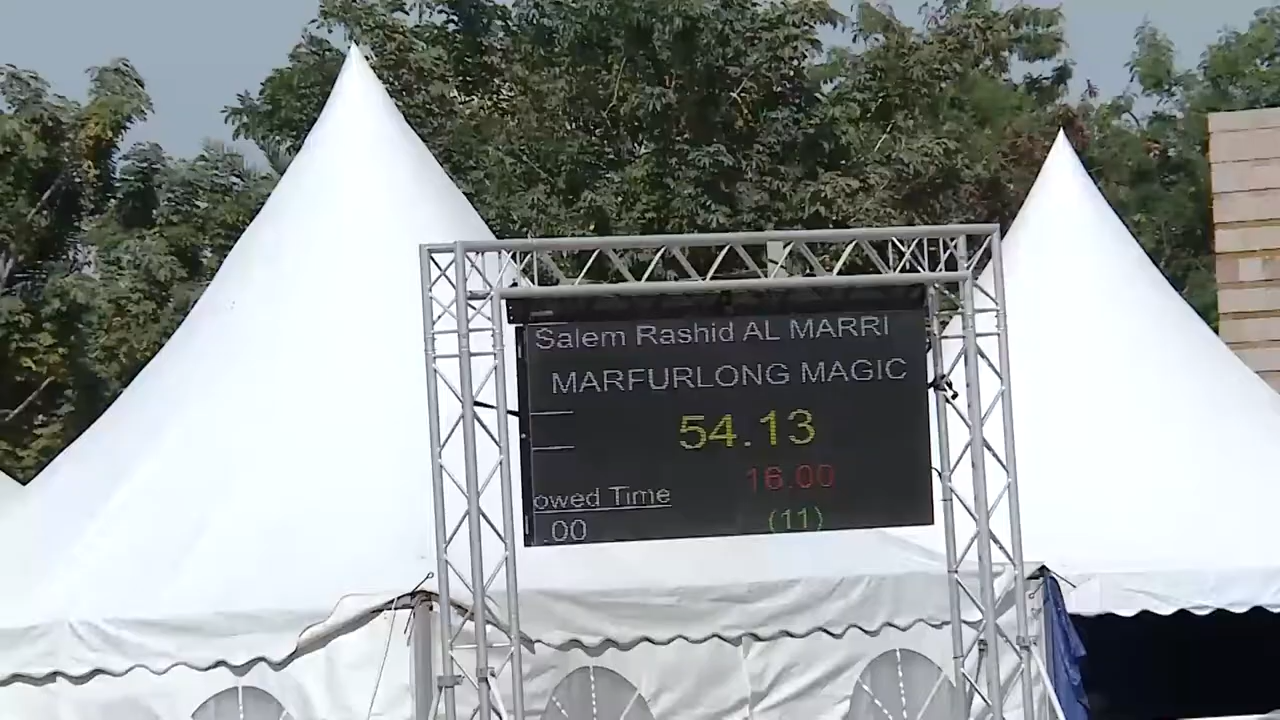 Salem Rashid AL MARRI
MARFURLONG MAGIC
54.13
16.00
owed Time
.00
(11)